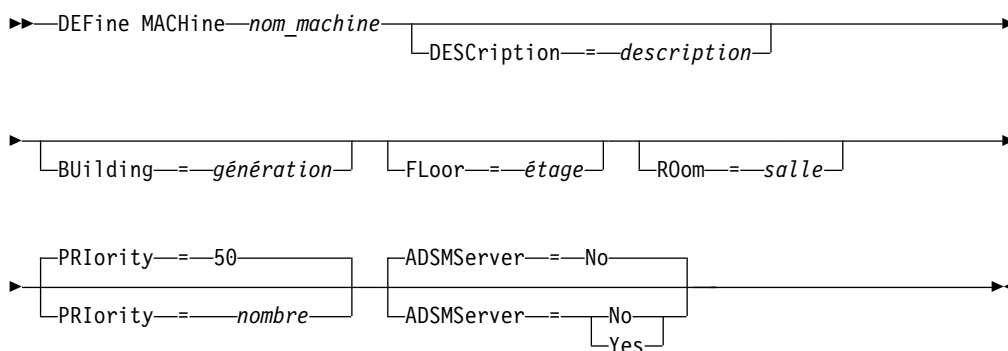 DEFine MACHine nom_machine
DESCription = description
BUilding = génération FLoor = étage ROom = salle
PRIority = 50 ADSMServer = No
PRIority = nombre ADSMServer = No
Yes